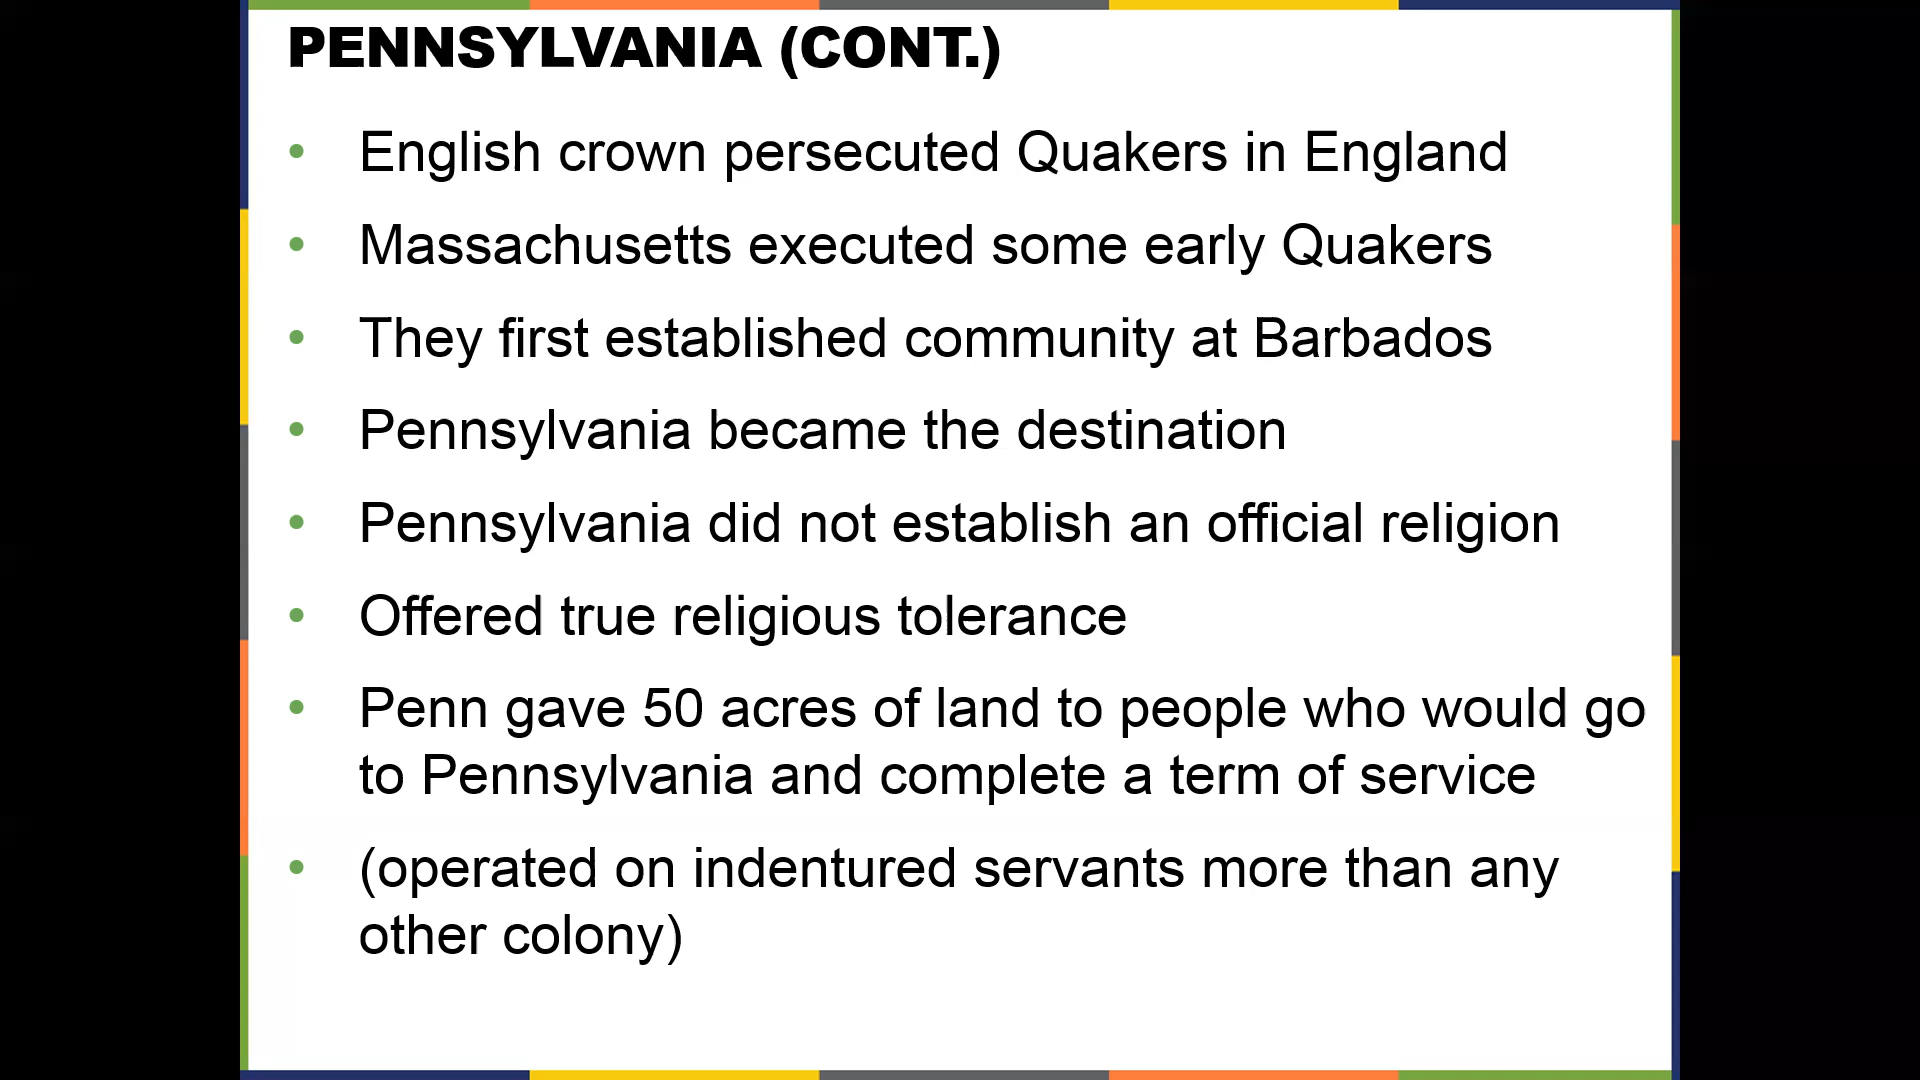 PENNSYLVANIA (CONT.)
• English crown persecuted Quakers in England
• Massachusetts executed some early Quakers
• They first established community at Barbados
• Pennsylvania became the destination
• Pennsylvania did not establish an official religion
• Offered true religious tolerance
• Penn gave 50 acres of land to people who would go
to Pennsylvania and complete a term of service
• (operated on indentured servants more than any
other colony)